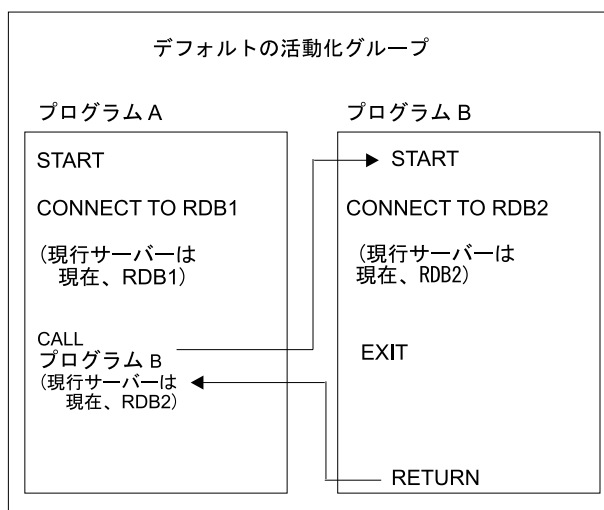 デフォルトの活動化グループ
プログラム A
START
CONNECT TO RDB1
(現行サーバーは
現在、RDB1)
CALL
プログラム B
(現行サーバーは
現在、RDB2)
プログラム B
START
CONNECT TO RDB2
(現行サーバーは
現在、RDB2)
EXIT
RETURN